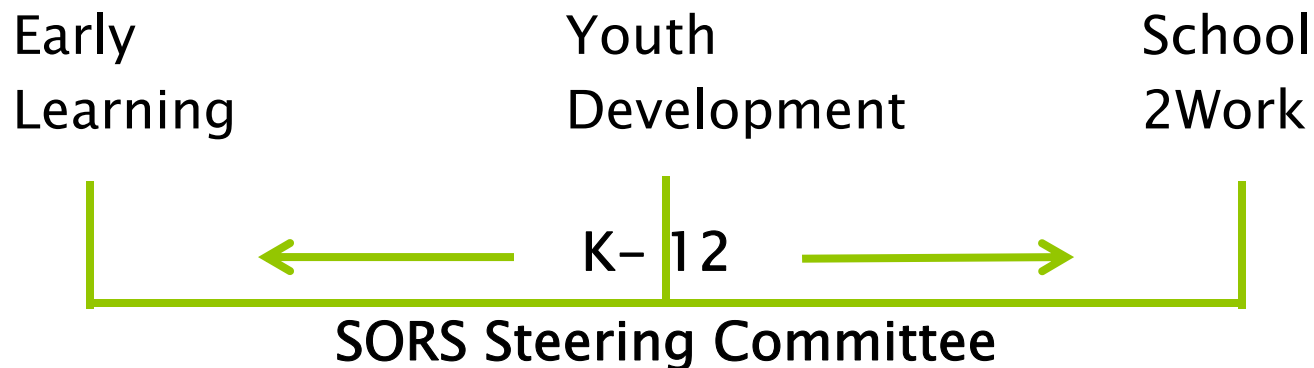 Early Youth School
Learning Development 2Work
K- 12
SORS Steering Committee